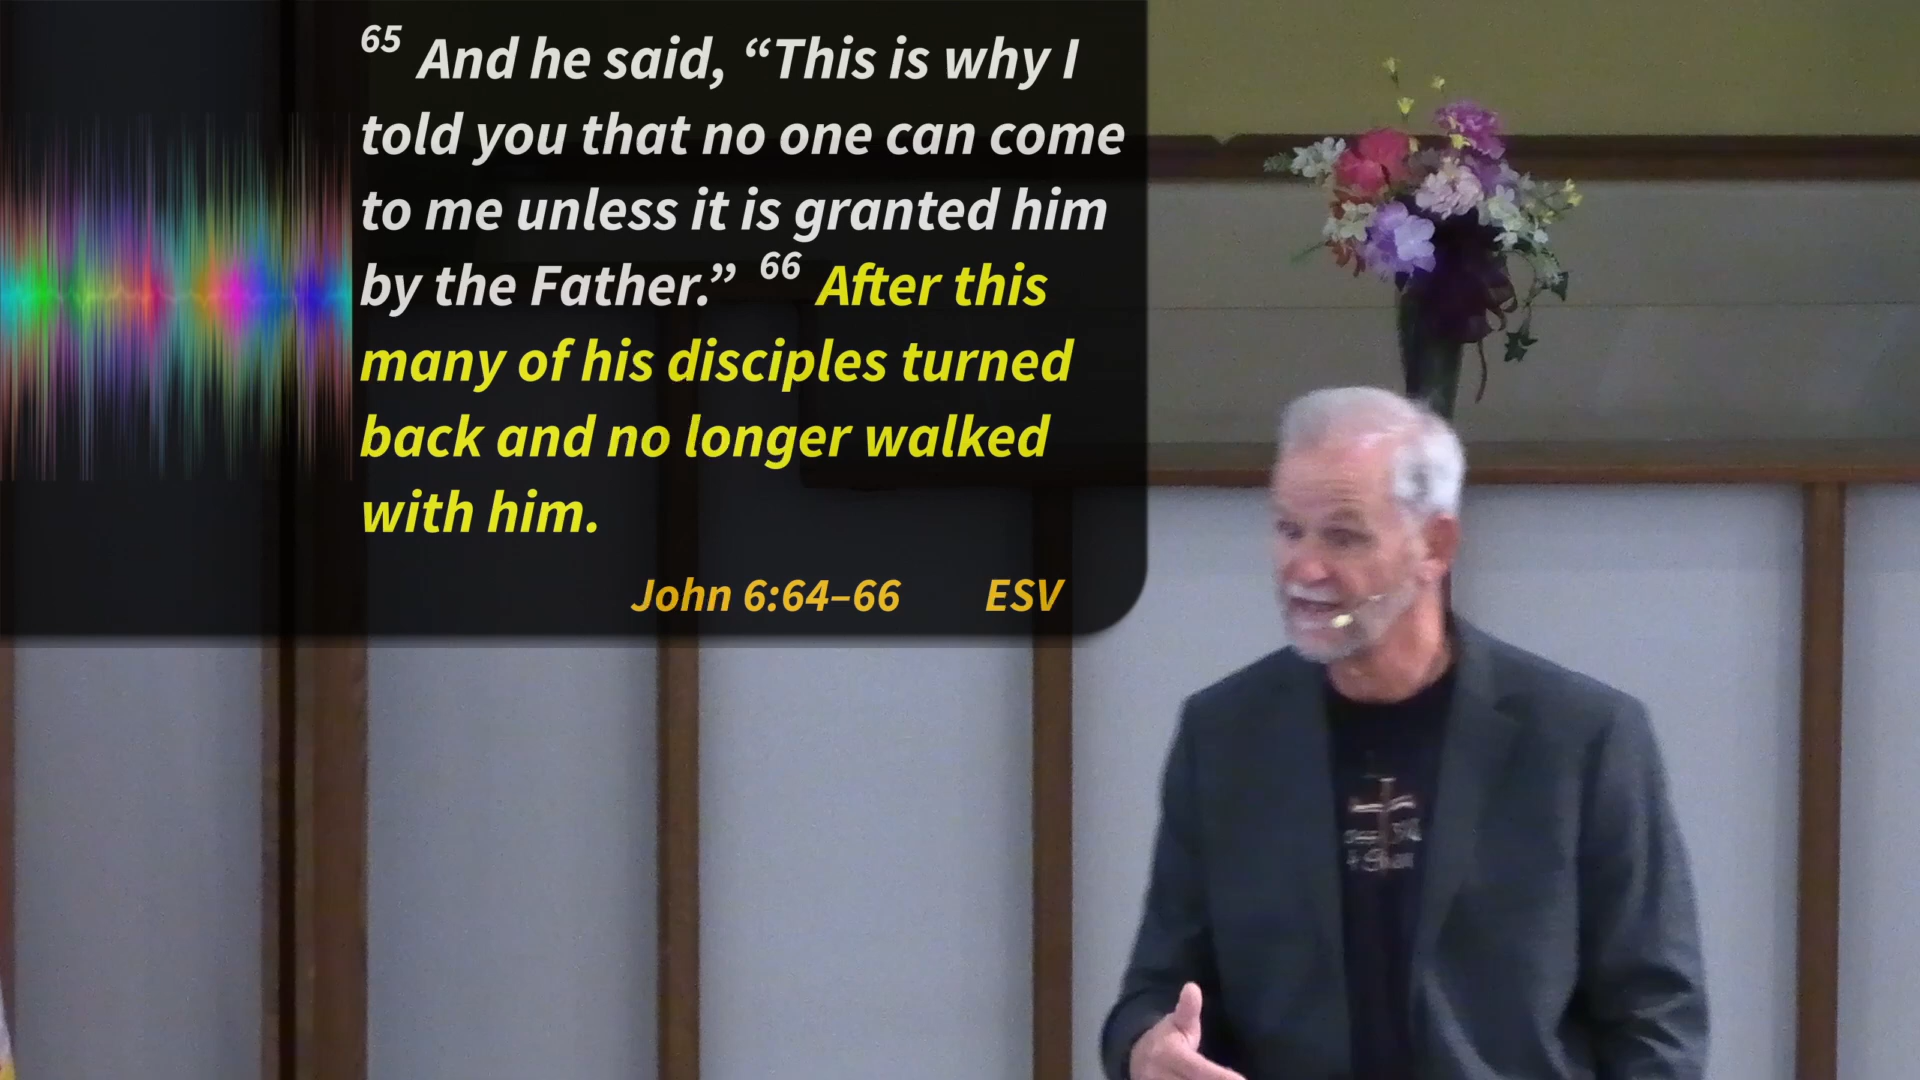 65 And he said, “This is why I
told you that no one can come
to me unless it is granted him
by the Father.” 66 After this
many of his disciples turned
back and no longer walked
with him.
John 6:64–66 ESV